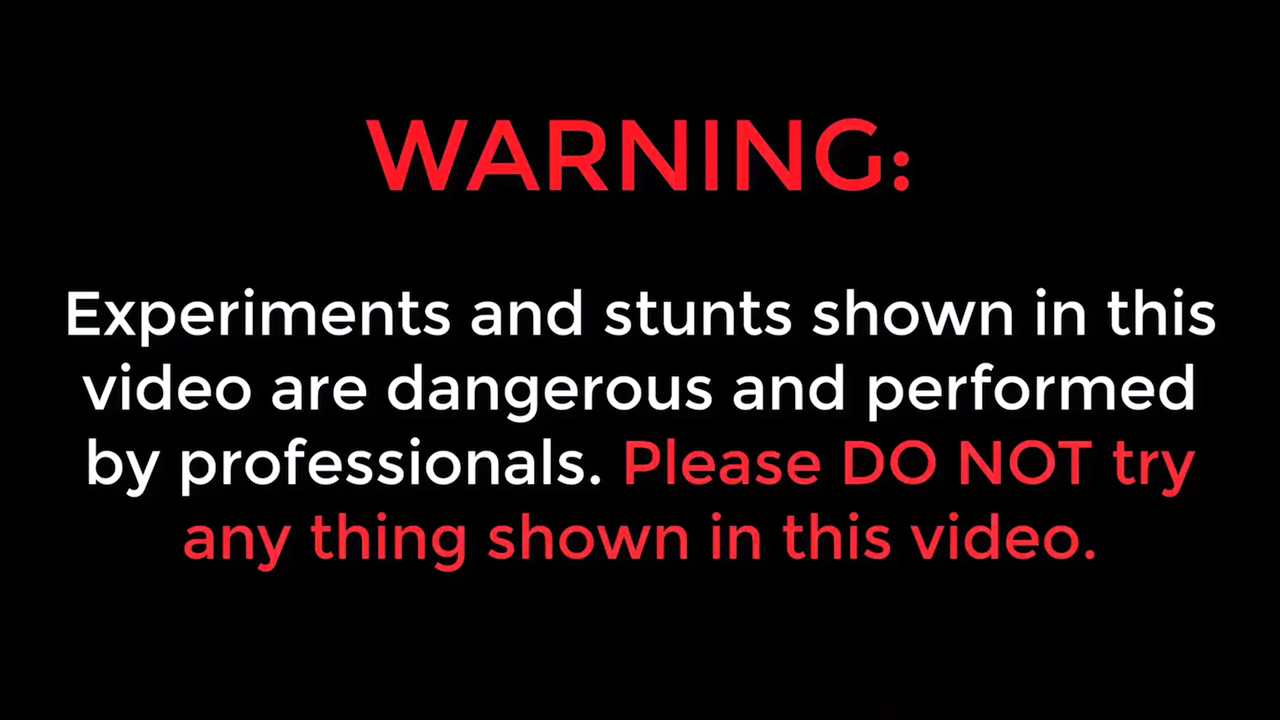 WARNING:
Experiments and stunts shown in this
video are dangerous and performed
by professionals. Please DO NOT try
any thing shown in this video.